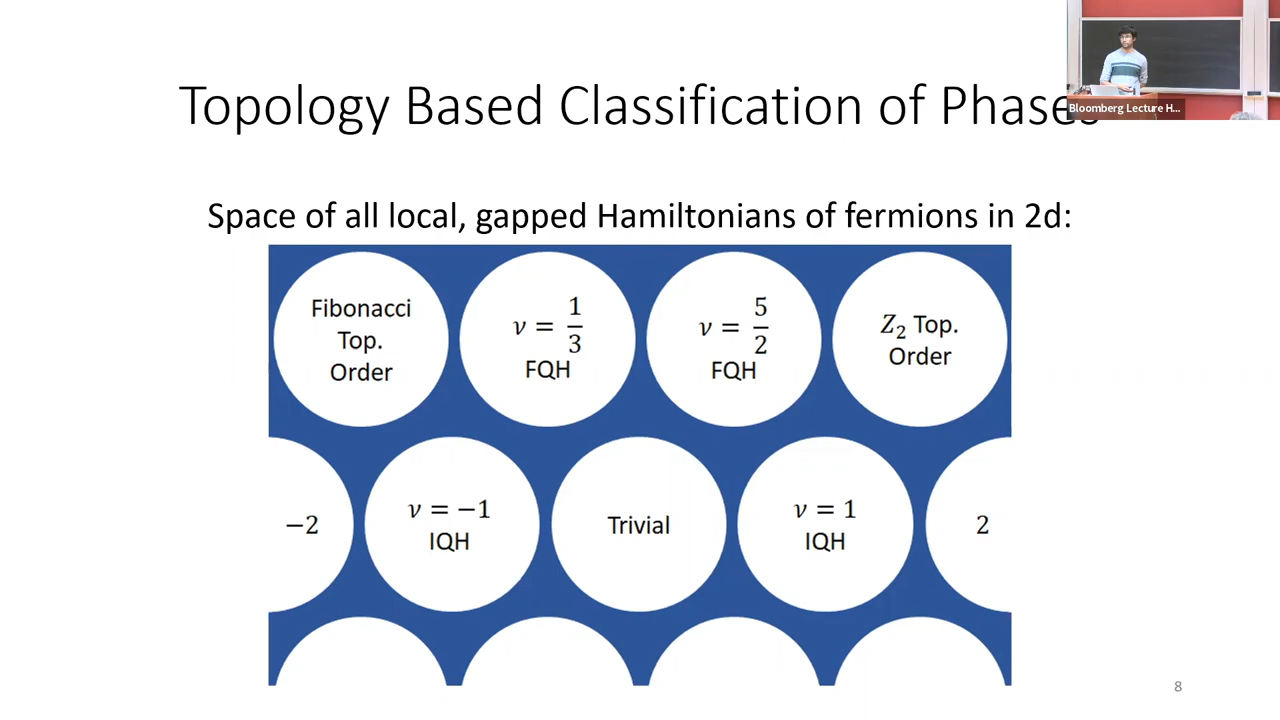 Topology Based Classification of Phases
Bloomberg Lecture H...
Space of all local, gapped Hamiltonians of fermions in 2d:
Fibonacci
Top.
Order
ν = 1/3
FQH
ν = 5/2
FQH
Z₂ Top.
Order
−2
ν = −1
IQH
Trivial
ν = 1
IQH
2
8